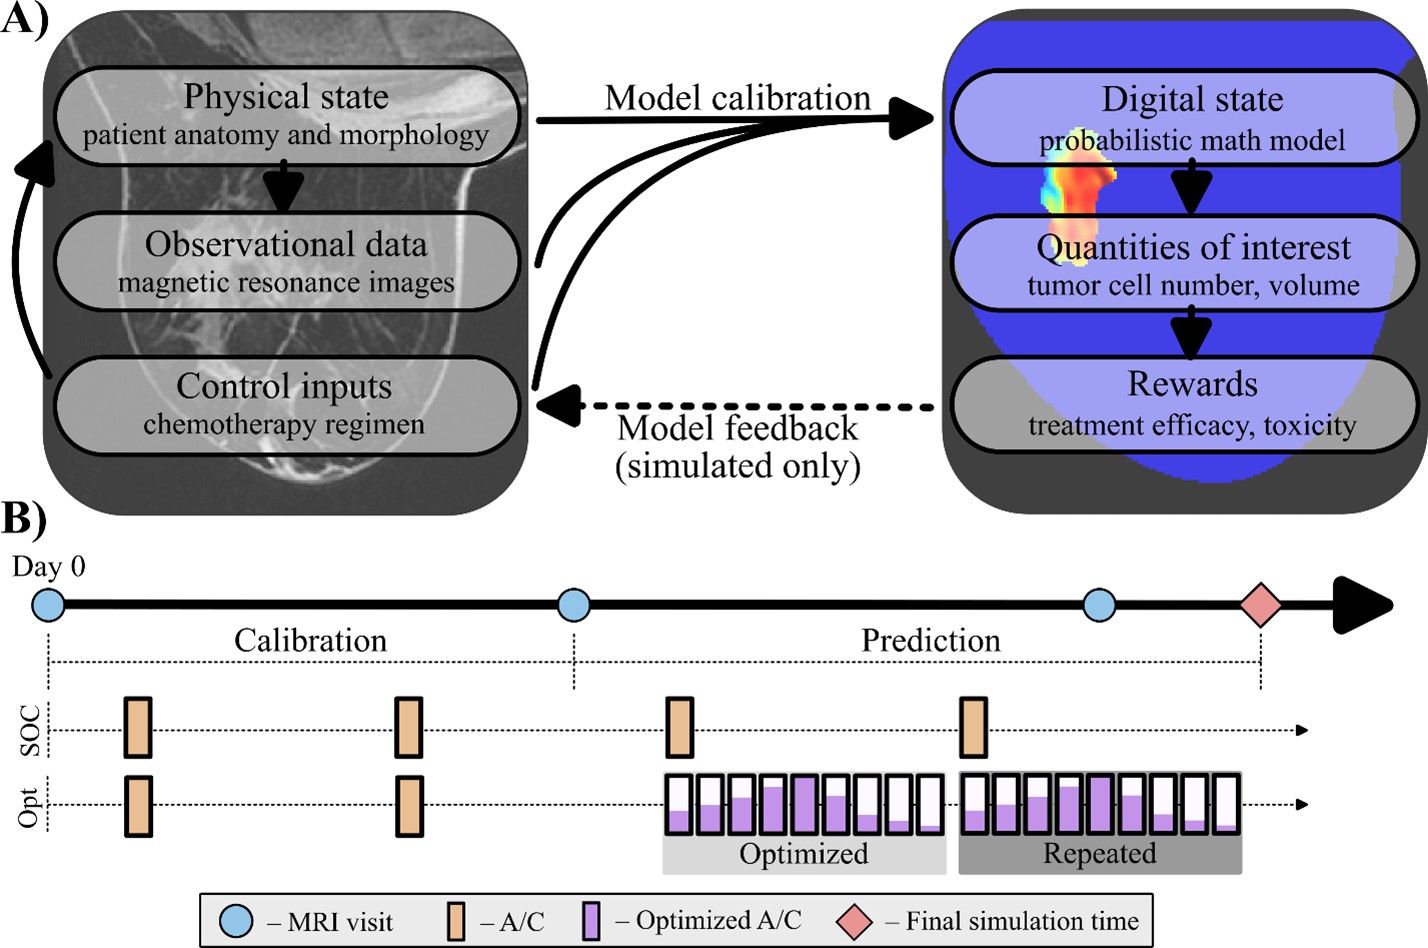 A)
Physical state
patient anatomy and morphology
Observational data
magnetic resonance images
Control inputs
chemotherapy regimen
Model calibration
Model feedback
(simulated only)
Digital state
probabilistic math model
Quantities of interest
tumor cell number, volume
Rewards
treatment efficacy, toxicity
B)
Day 0
Calibration
Prediction
SOC
Opt
Optimized
Repeated
– MRI visit
– A/C
– Optimized A/C
– Final simulation time